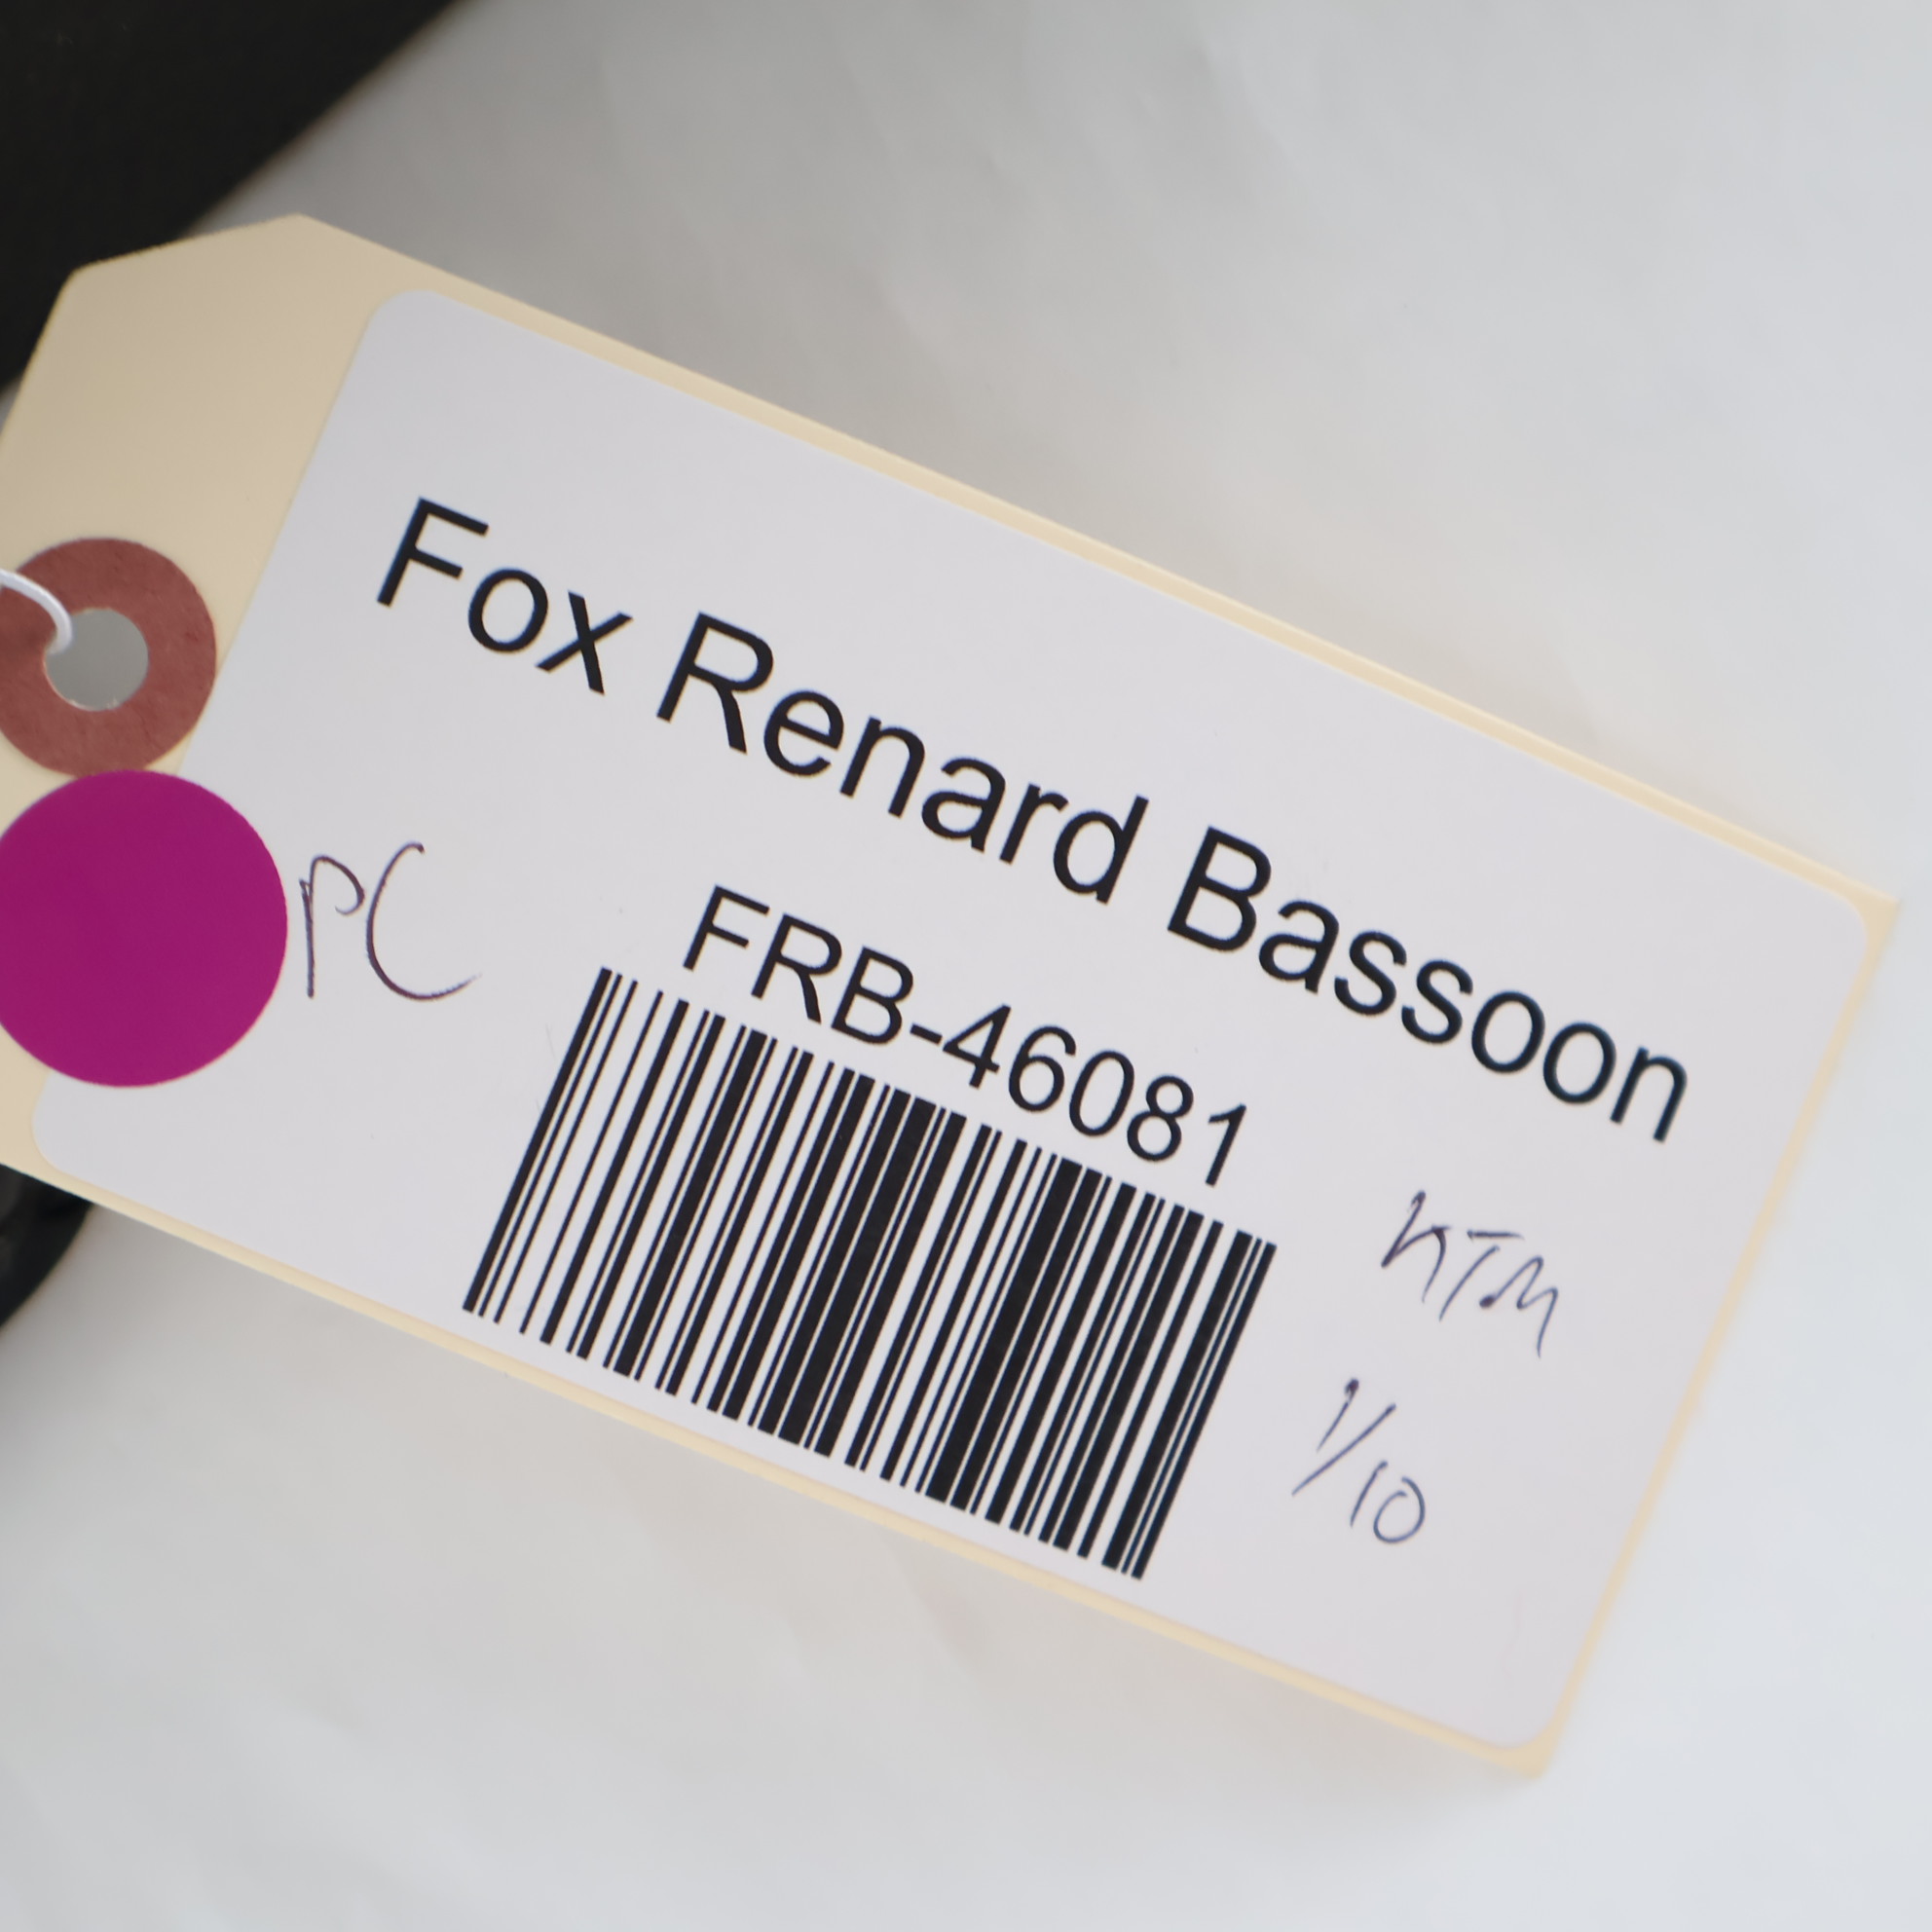 Fox Renard Bassoon
PC
FRB-46081
KTM
1/10